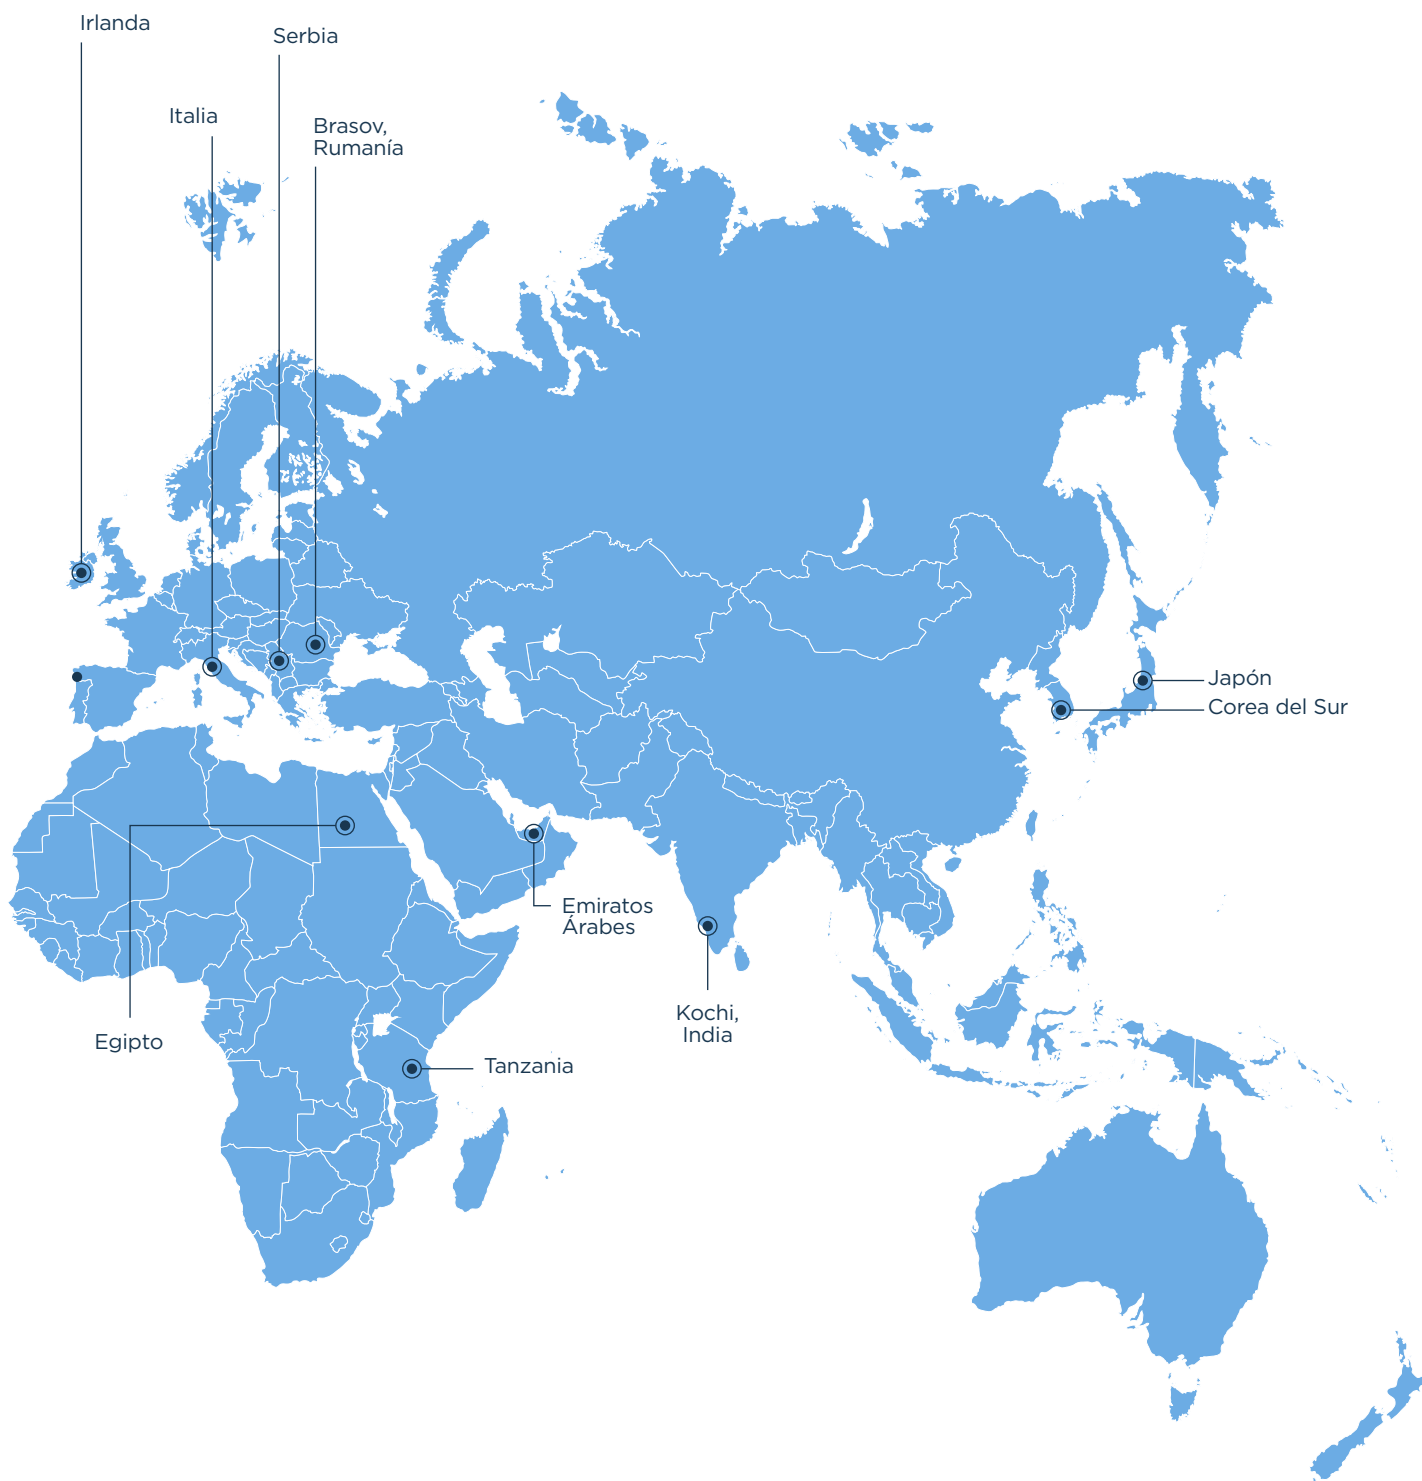 Irlanda
Serbia
Italia
Brasov,
Rumanía
Japón
Corea del Sur
Emiratos
Árabes
Kochi,
India
Egipto
Tanzania